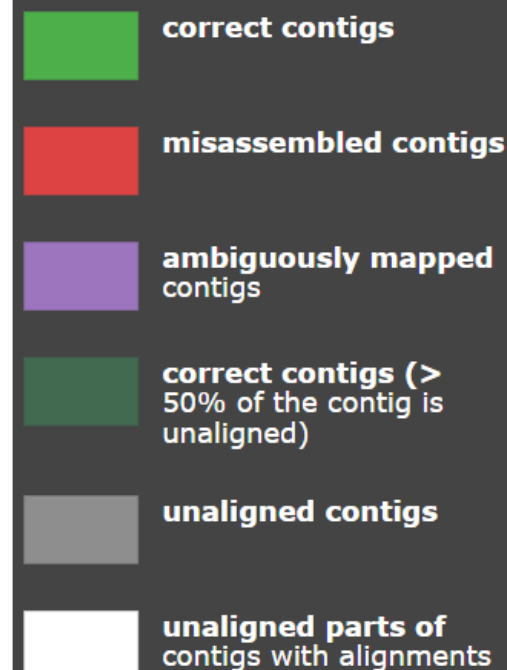 correct contigs
misassembled contigs
ambiguously mapped
contigs
correct contigs (>
50% of the contig is
unaligned)
unaligned contigs
unaligned parts of
contigs with alignments